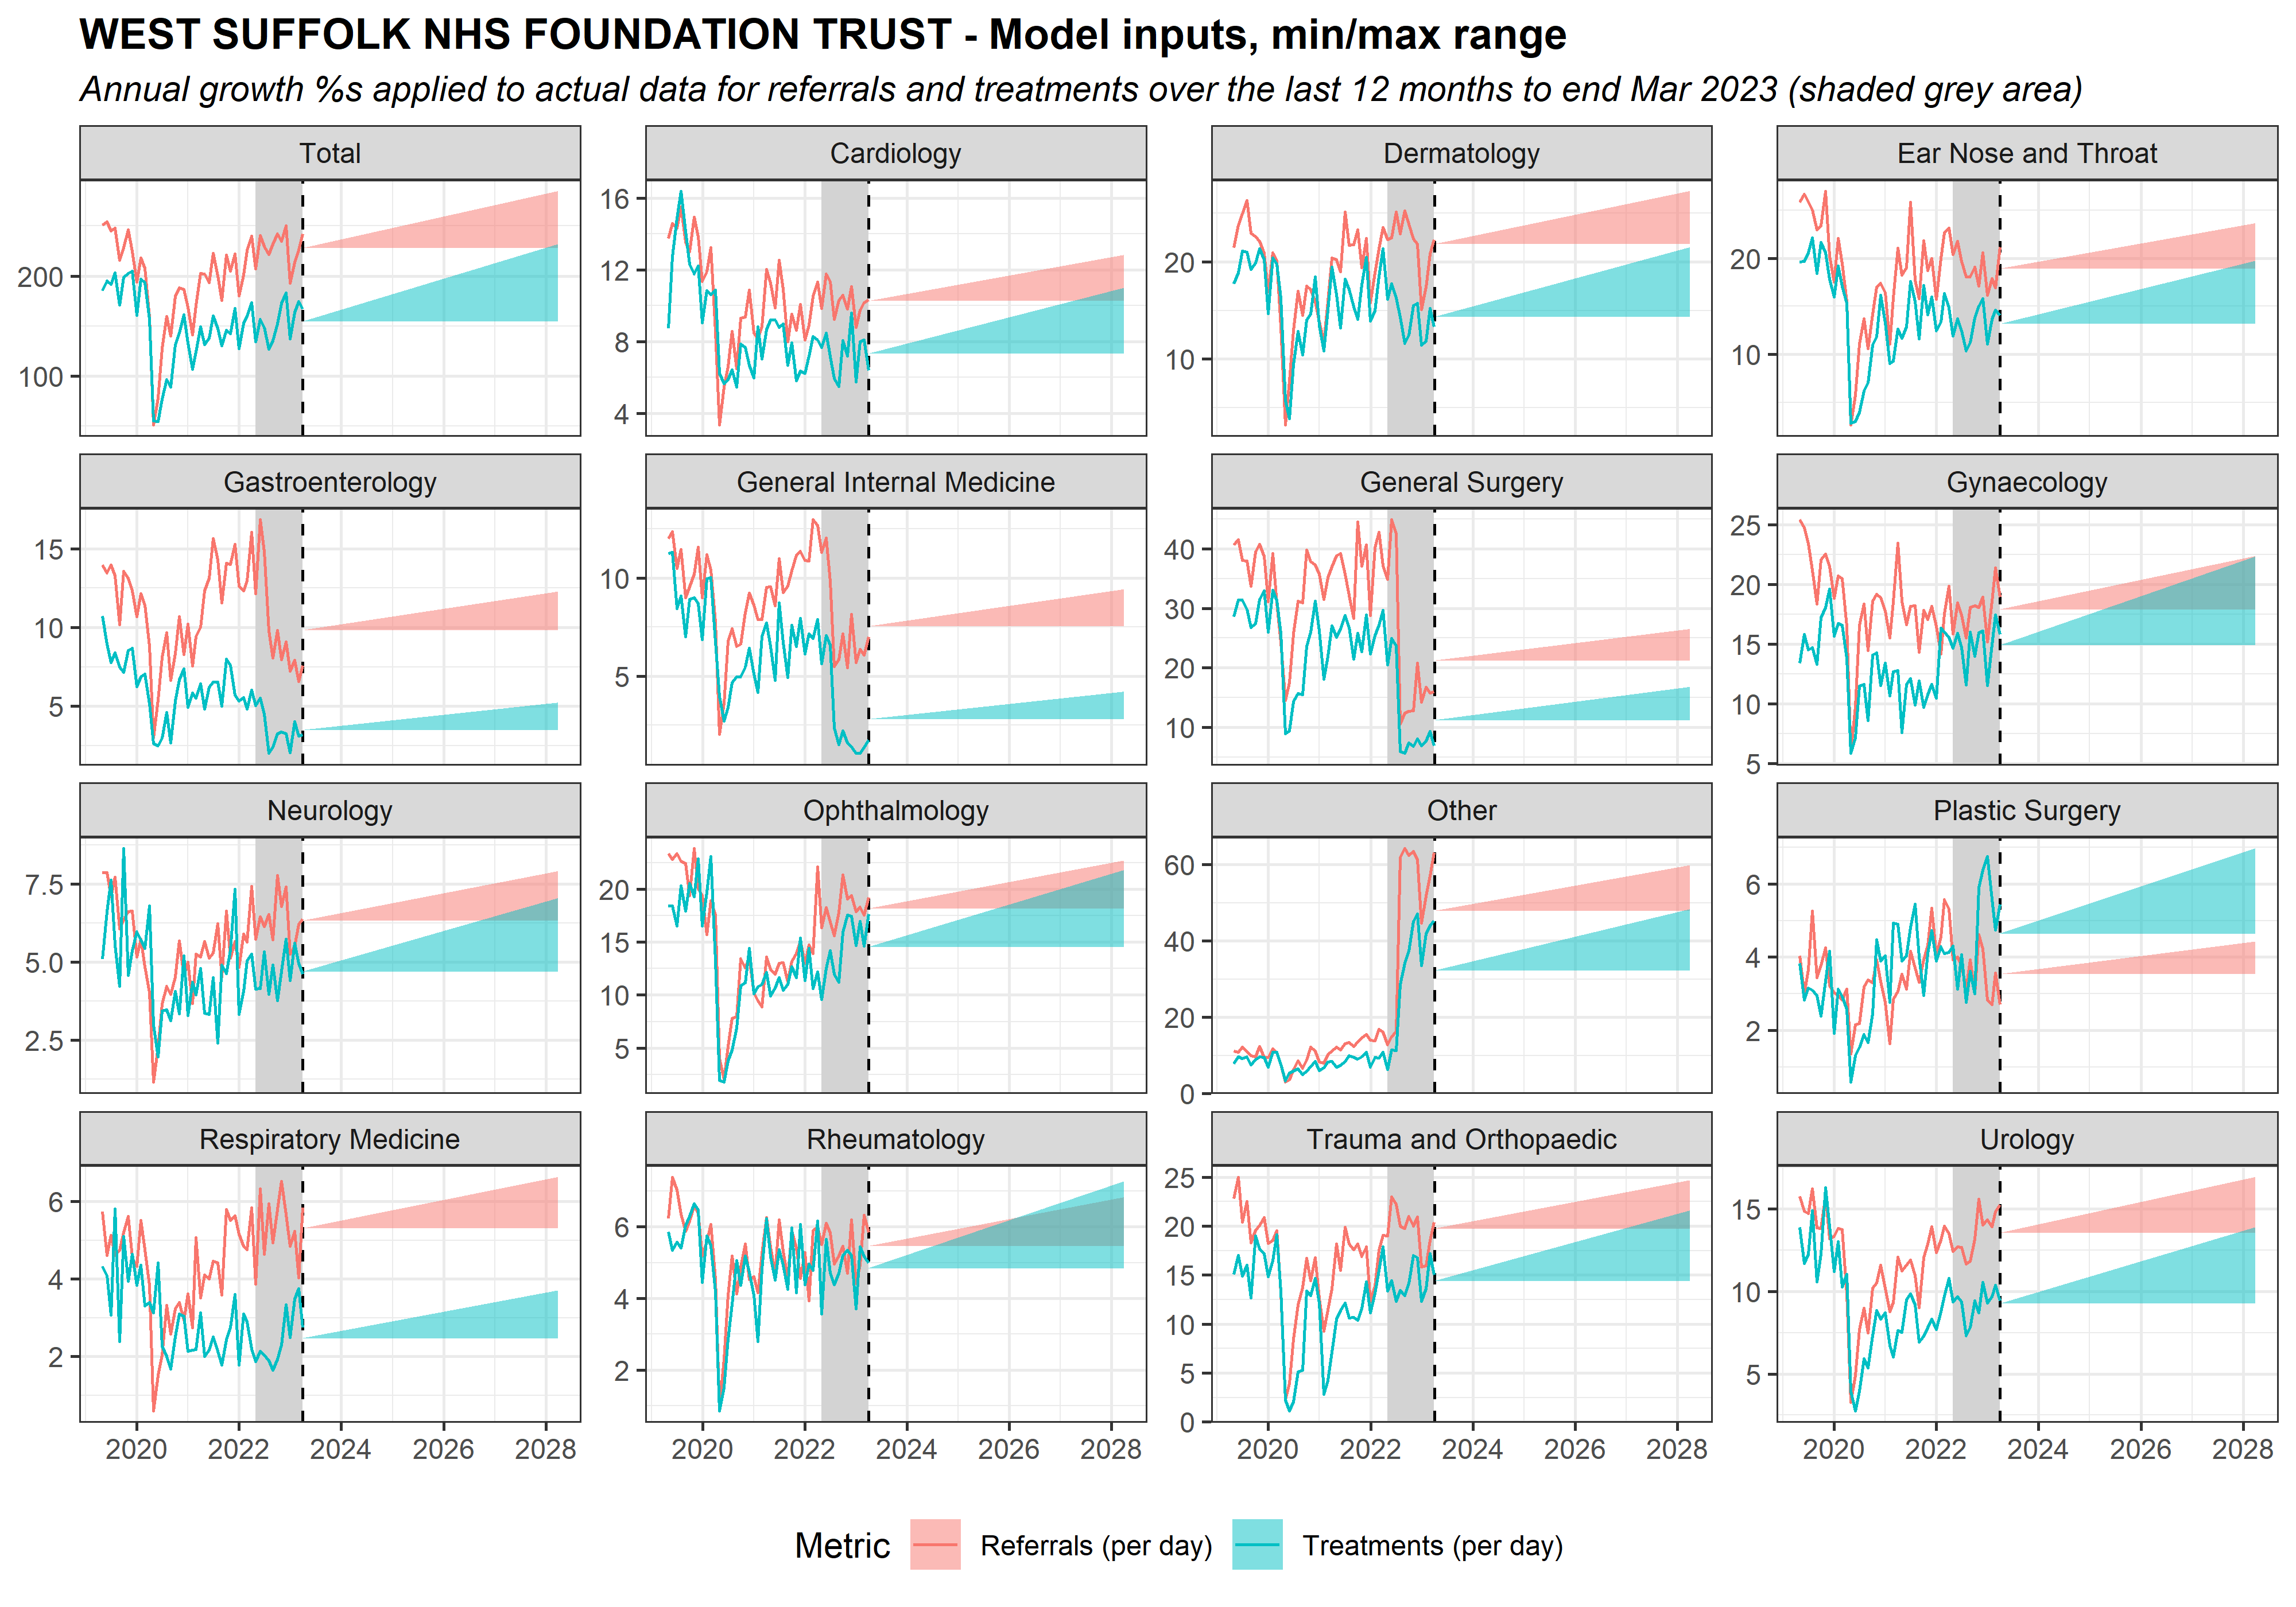 WEST SUFFOLK NHS FOUNDATION TRUST - Model inputs, min/max range
Annual growth %s applied to actual data for referrals and treatments over the last 12 months to end Mar 2023 (shaded grey area)
Total
Cardiology
Dermatology
Ear Nose and Throat
200
100
16
12
8
4
20
10
20
10
Gastroenterology
General Internal Medicine
General Surgery
Gynaecology
15
10
5
10
5
40
30
20
10
25
20
15
10
5
Neurology
Ophthalmology
Other
Plastic Surgery
7.5
5.0
2.5
20
15
10
5
60
40
20
0
6
4
2
Respiratory Medicine
Rheumatology
Trauma and Orthopaedic
Urology
6
4
2
6
4
2
25
20
15
10
5
0
15
10
5
2020 2022 2024 2026 2028
2020 2022 2024 2026 2028
2020 2022 2024 2026 2028
2020 2022 2024 2026 2028
Metric Referrals (per day) Treatments (per day)